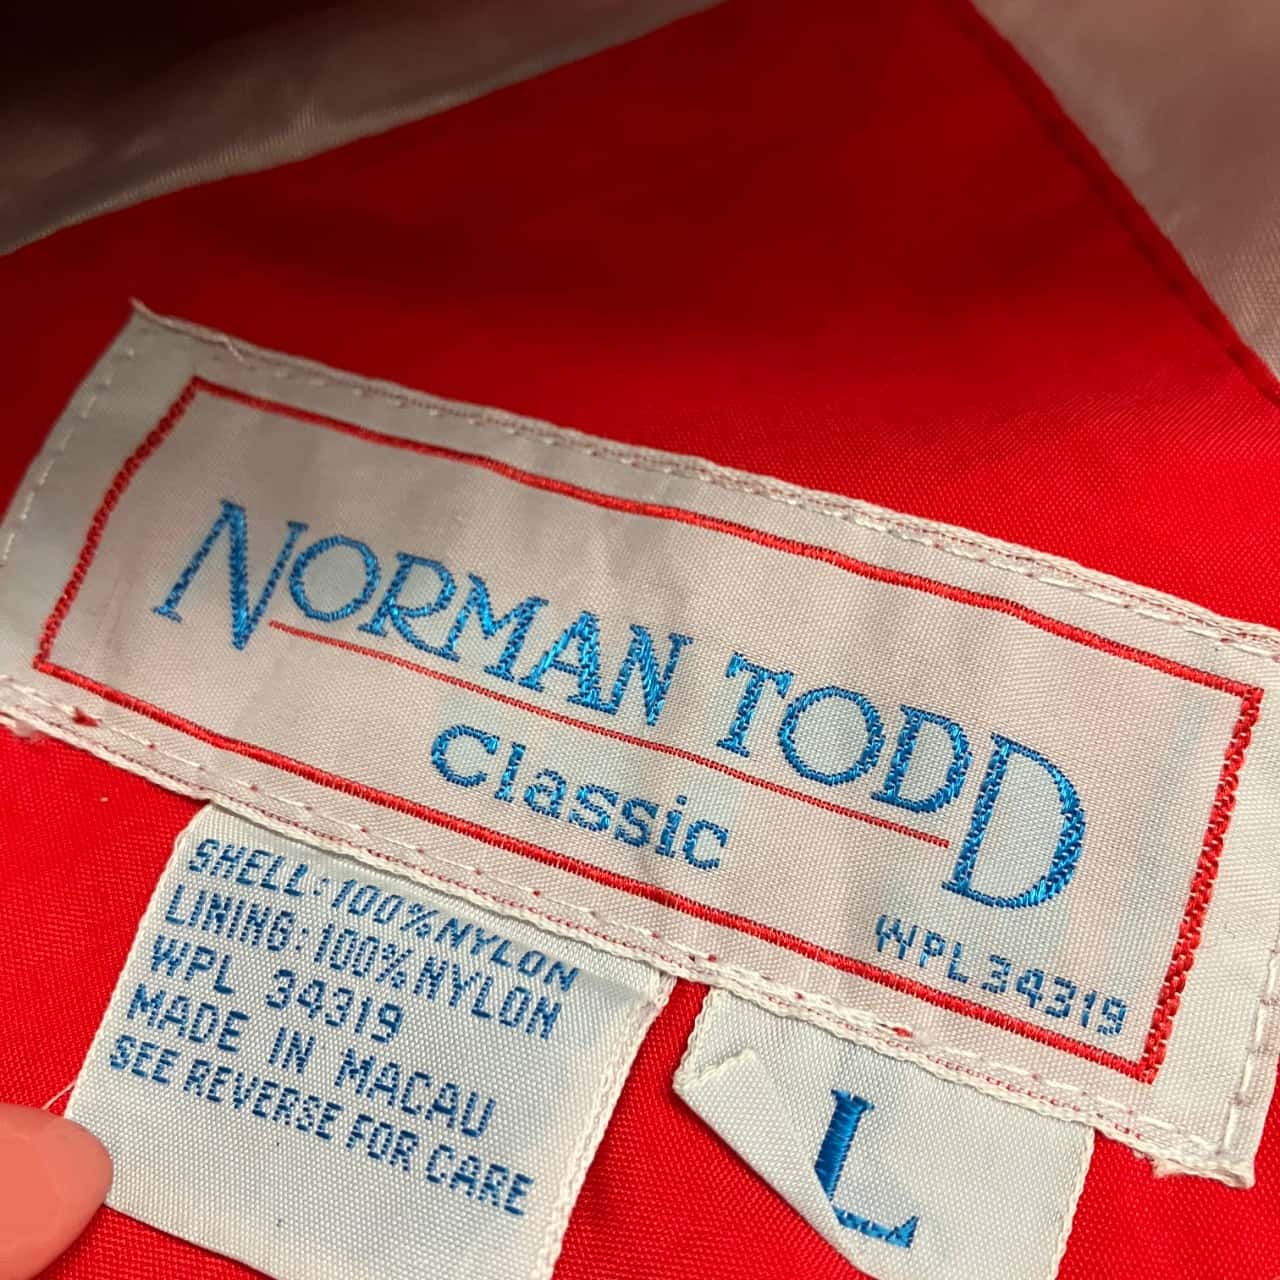 NORMAN TODD
Classic
WPL 34319
SHELL: 100% NYLON
LINING: 100% NYLON
WPL 34319
MADE IN MACAU
SEE REVERSE FOR CARE
L